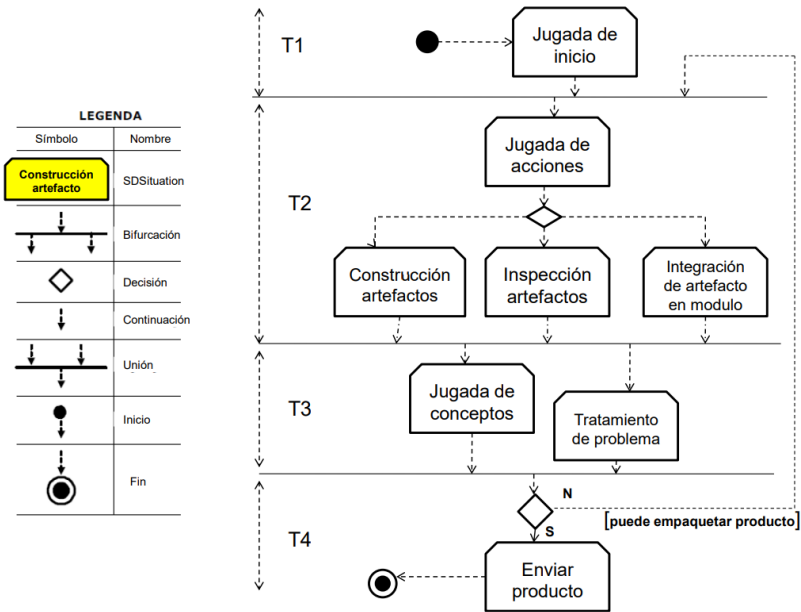 LEGENDA
Símbolo
Nombre
Construcción
artefacto
SDSituation
Bifurcación
Decisión
Continuación
Unión
Inicio
Fin
T1
Jugada de
inicio
T2
Jugada de
acciones
Construcción
artefactos
Inspección
artefactos
Integración
de artefacto
en modulo
T3
Jugada de
conceptos
Tratamiento
de problema
T4
N
[puede empaquetar producto]
S
Enviar
producto